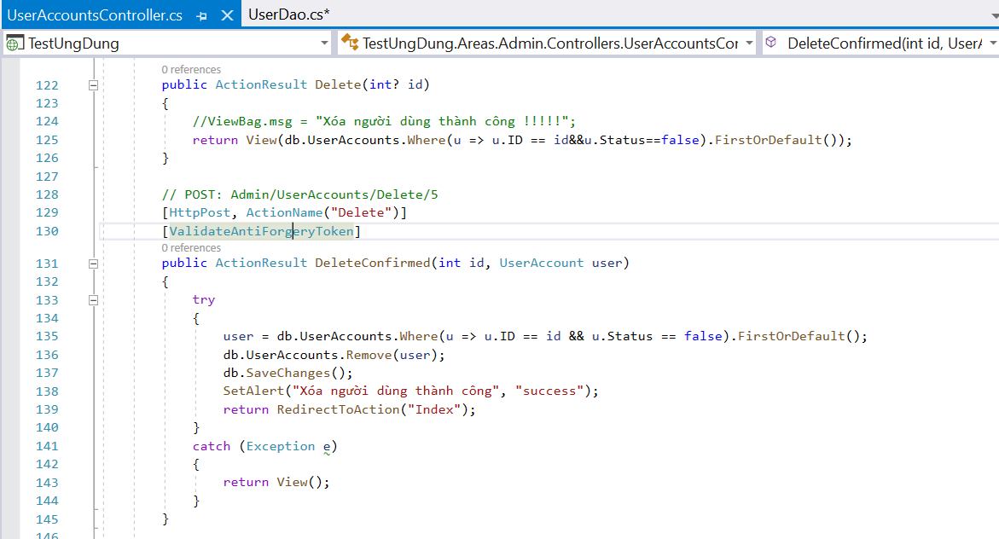 UserAccountsController.cs UserDao.cs*
TestUngDung TestUngDung.Areas.Admin.Controllers.UserAccountsCor DeleteConfirmed(int id, UserA
0 references
122 public ActionResult Delete(int? id)
123 {
124 //ViewBag.msg = "Xóa người dùng thành công !!!!!";
125 return View(db.UserAccounts.Where(u => u.ID == id&&u.Status==false).FirstOrDefault());
126 }
127
128 // POST: Admin/UserAccounts/Delete/5
129 [HttpPost, ActionName("Delete")]
130 [ValidateAntiForgeryToken]
0 references
131 public ActionResult DeleteConfirmed(int id, UserAccount user)
132 {
133 try
134 {
135 user = db.UserAccounts.Where(u => u.ID == id && u.Status == false).FirstOrDefault();
136 db.UserAccounts.Remove(user);
137 db.SaveChanges();
138 SetAlert("Xóa người dùng thành công", "success");
139 return RedirectToAction("Index");
140 }
141 catch (Exception e)
142 {
143 return View();
144 }
145 }
146